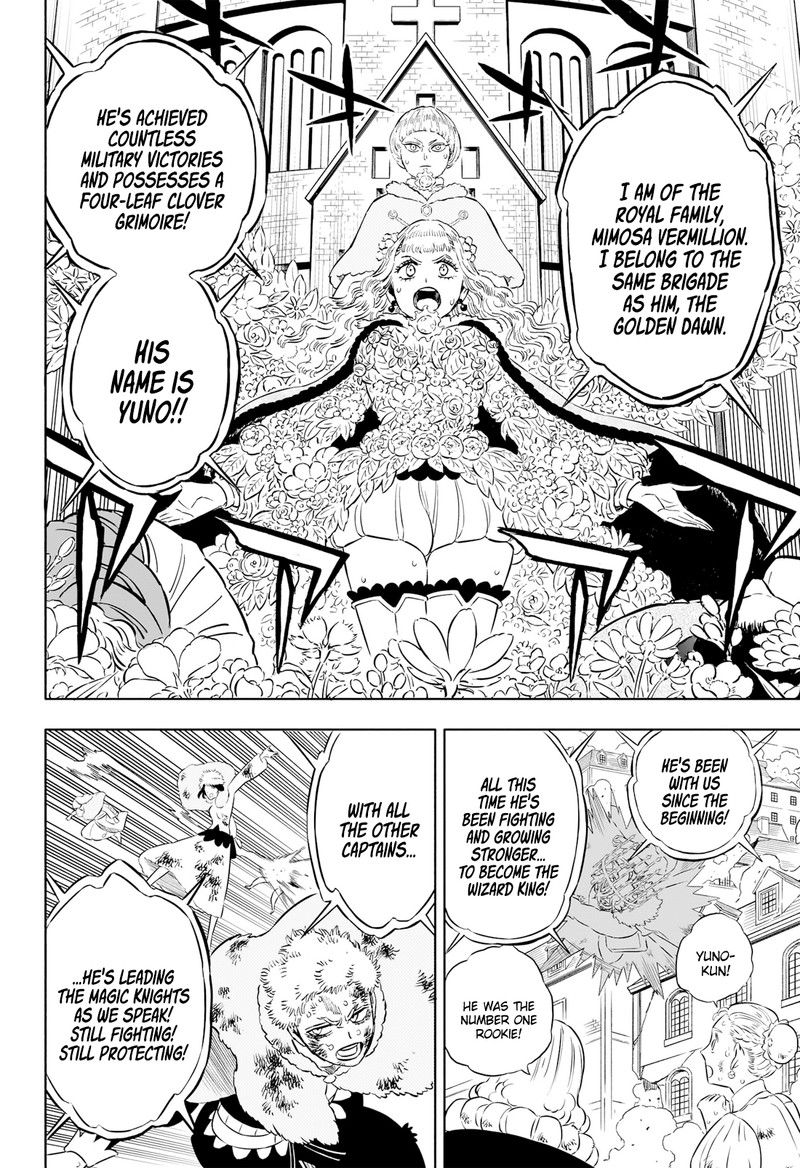 I AM OF THE
ROYAL FAMILY,
MIMOSA VERMILLION.
I BELONG TO THE
SAME BRIGADE
AS HIM, THE
GOLDEN DAWN.
HE'S ACHIEVED
COUNTLESS
MILITARY VICTORIES
AND POSSESSES A
FOUR-LEAF CLOVER
GRIMOIRE!
HIS
NAME IS
YUNO!!
HE'S BEEN
WITH US
SINCE THE
BEGINNING!
YUNO-
KUN!
ALL THIS
TIME HE'S
BEEN FIGHTING
AND GROWING
STRONGER...
TO BECOME THE
WIZARD KING!
HE WAS THE
NUMBER ONE
ROOKIE!
WITH ALL
THE OTHER
CAPTAINS...
...HE'S LEADING
THE MAGIC KNIGHTS
AS WE SPEAK!
STILL FIGHTING!
STILL PROTECTING!